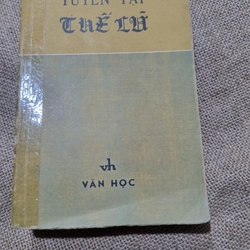 TUYỂN TẬP
THẾ LỮ
vh
VĂN HỌC